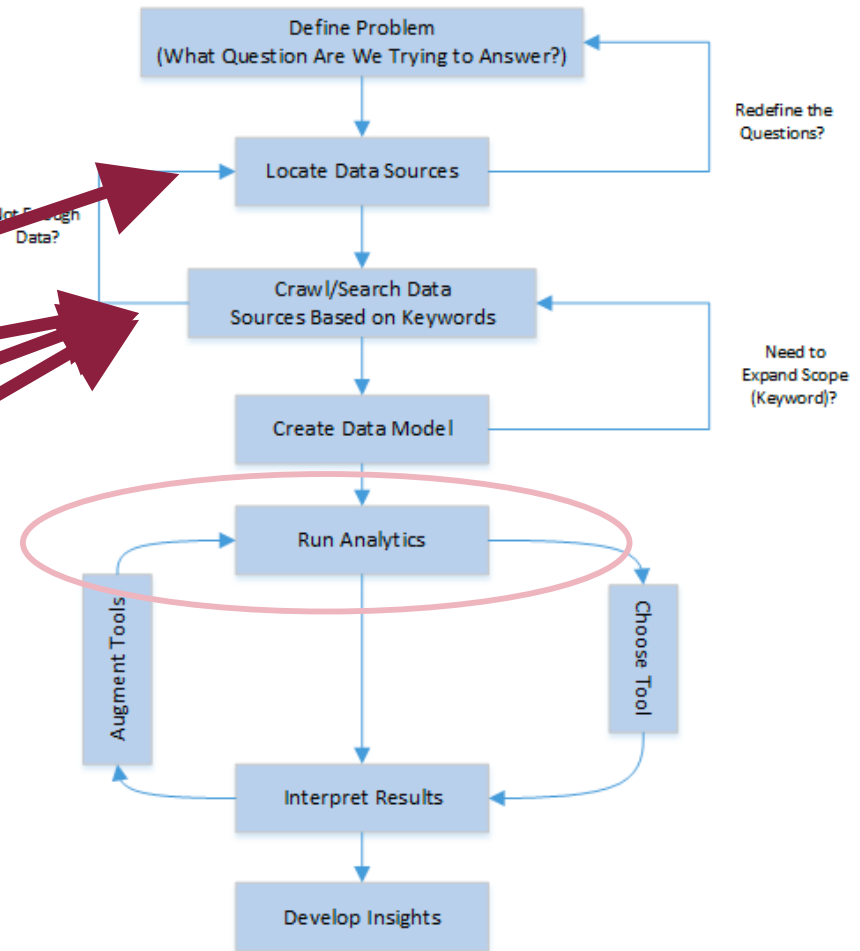 Define Problem
(What Question Are We Trying to Answer?)
Redefine the
Questions?
Locate Data Sources
Data?
Crawl/Search Data
Sources Based on Keywords
Need to
Expand Scope
(Keyword)?
Create Data Model
Run Analytics
Augment Tools
Choose Tool
Interpret Results
Develop Insights